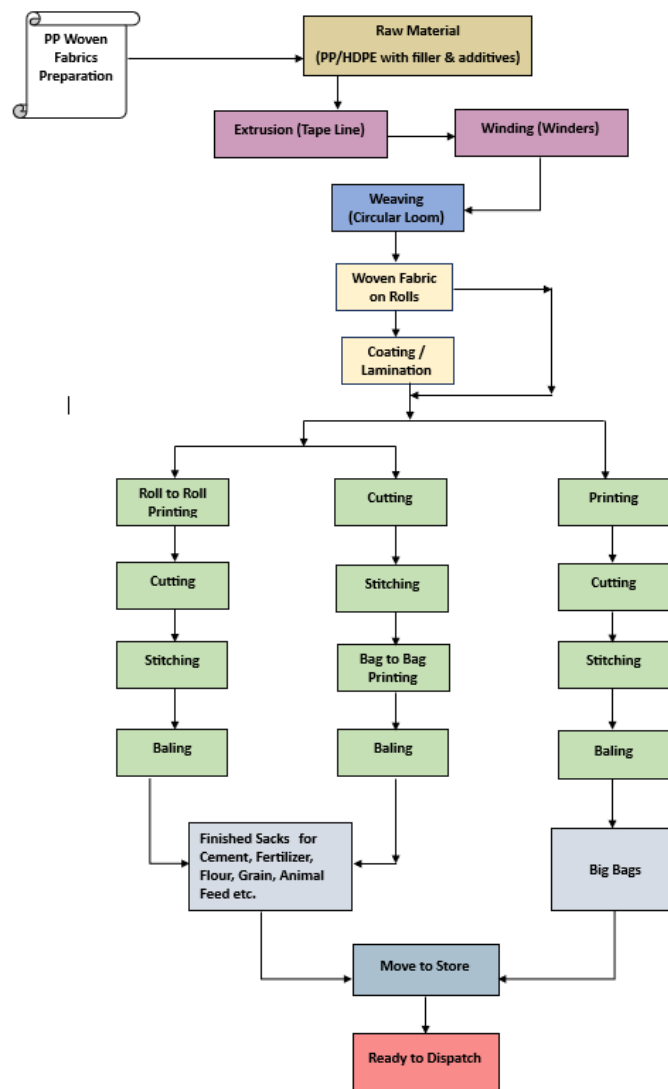 PP Woven
Fabrics
Preparation
Raw Material
(PP/HDPE with filler & additives)
Extrusion (Tape Line)
Winding (Winders)
Weaving
(Circular Loom)
Woven Fabric
on Rolls
Coating /
Lamination
Roll to Roll
Printing
Cutting
Printing
Cutting
Stitching
Cutting
Stitching
Bag to Bag
Printing
Stitching
Baling
Baling
Baling
Finished Sacks for
Cement, Fertilizer,
Flour, Grain, Animal
Feed etc.
Big Bags
Move to Store
Ready to Dispatch